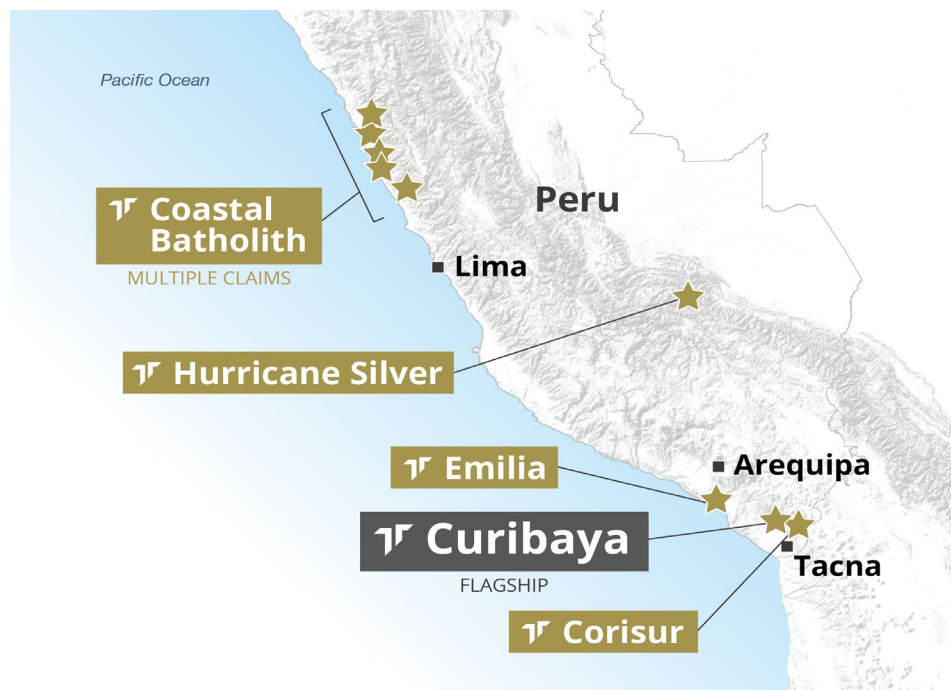 Pacific Ocean
Peru
Coastal
Batholith
MULTIPLE CLAIMS
Lima
Hurricane Silver
Emilia
Arequipa
Curibaya
FLAGSHIP
Tacna
Corisur